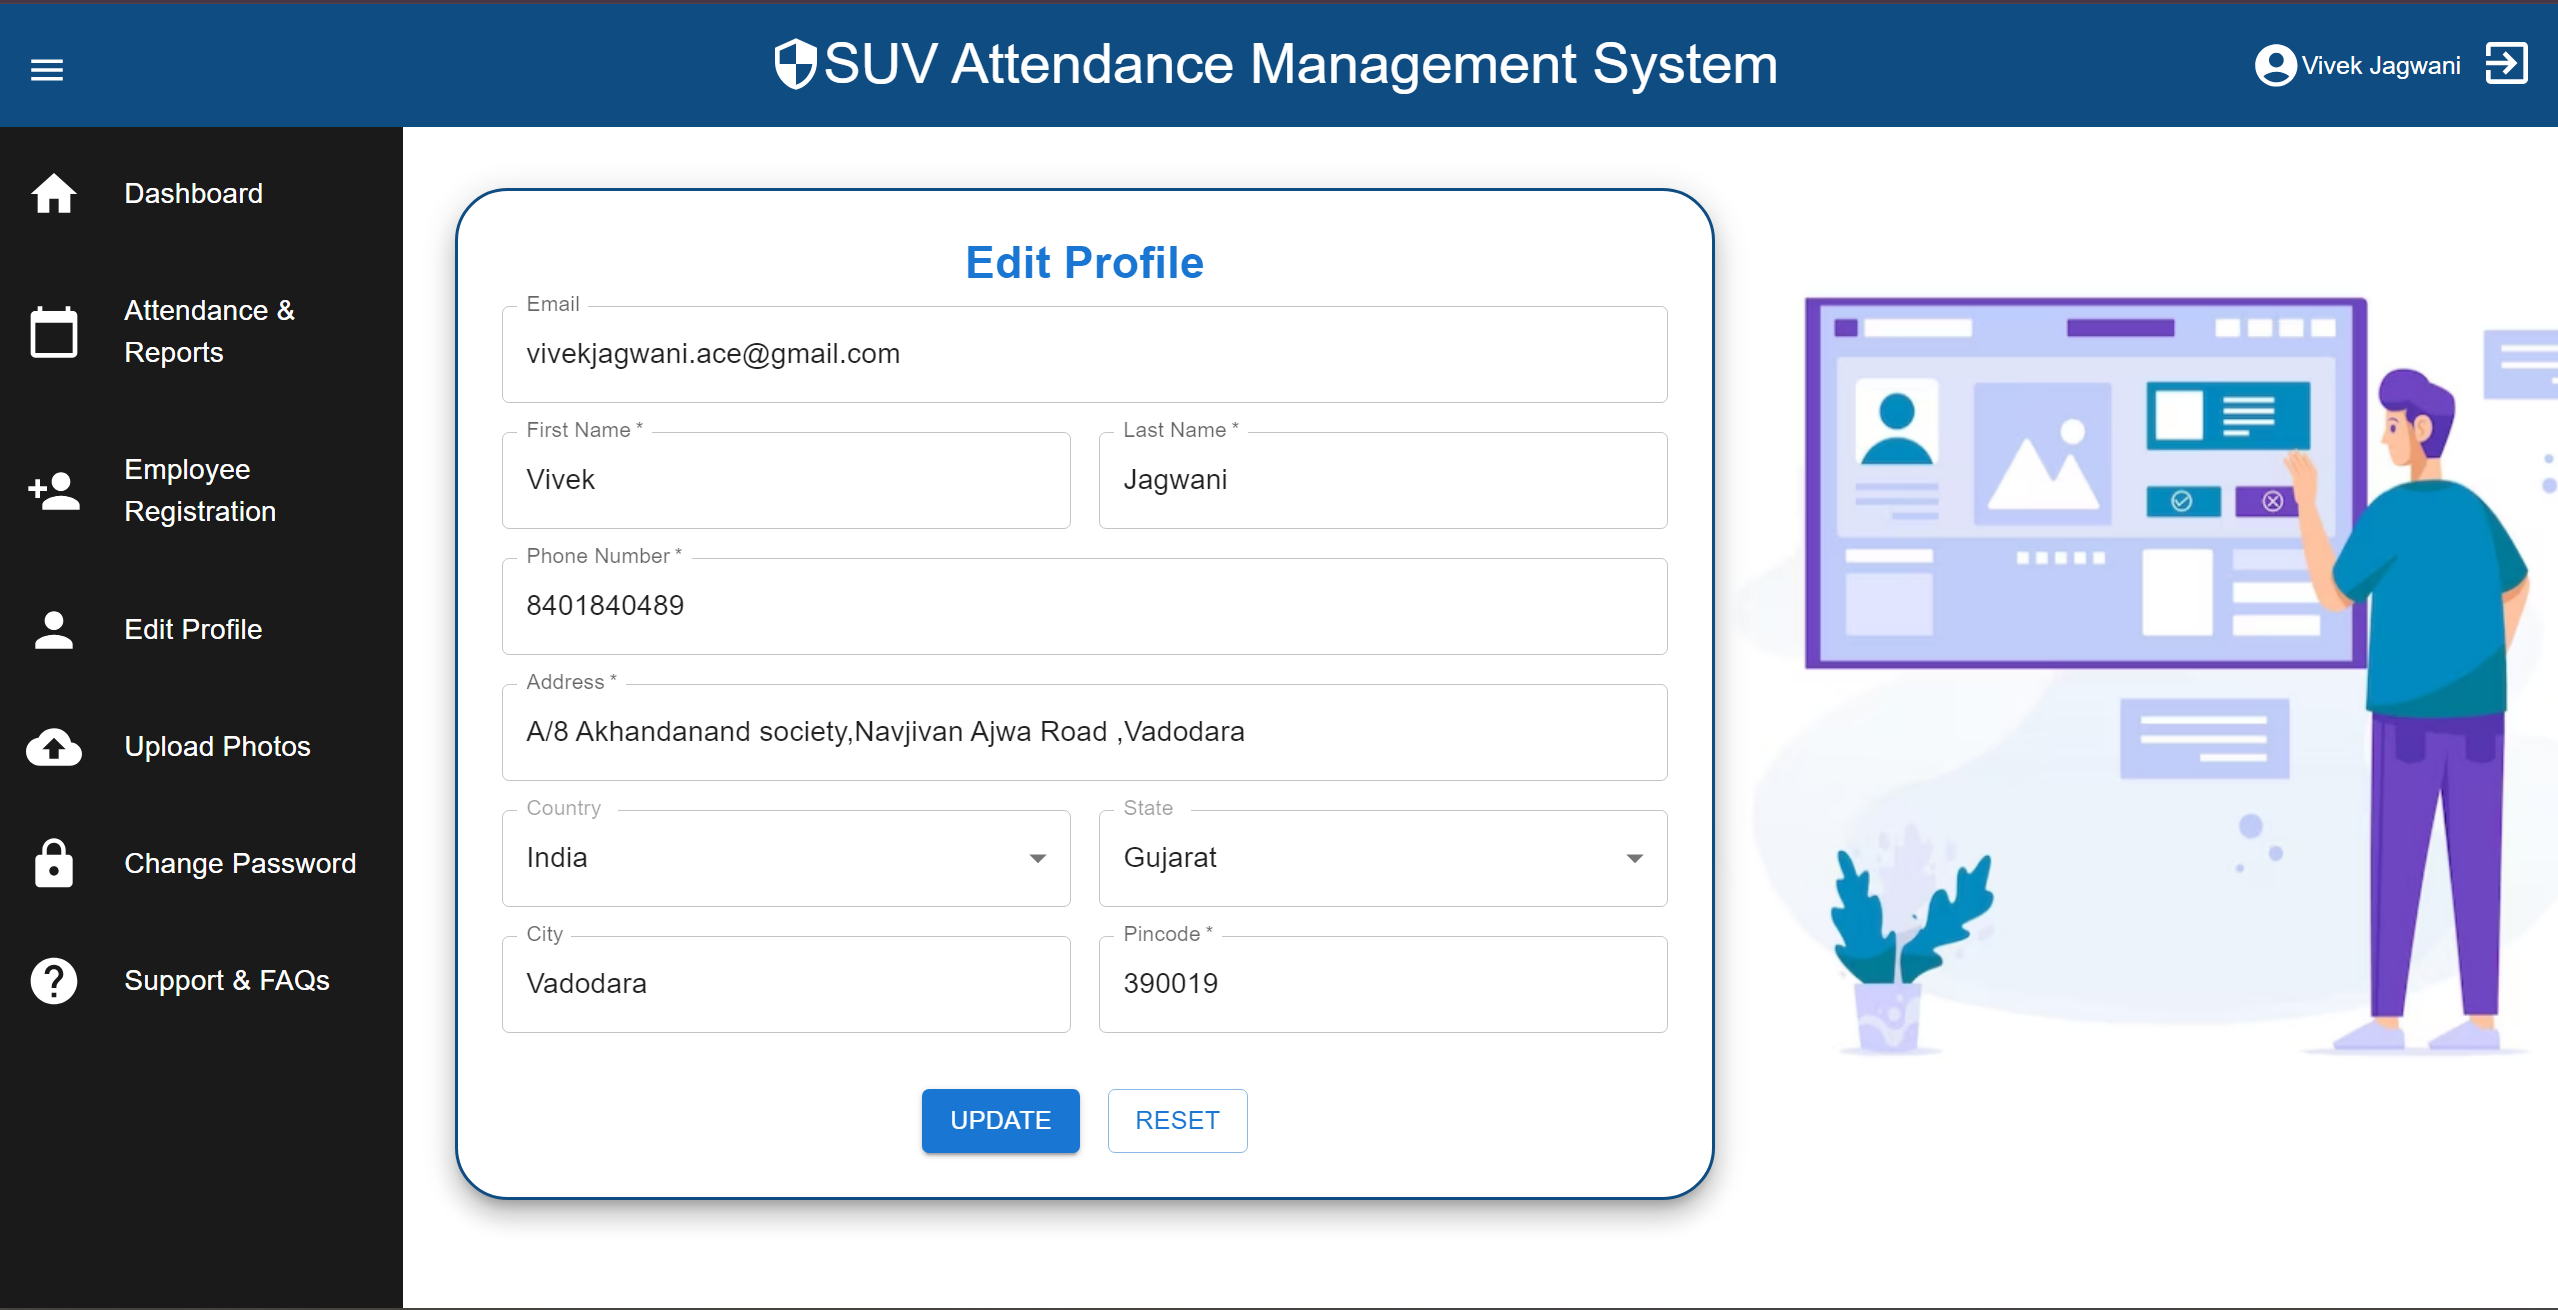 SUV Attendance Management System
Vivek Jagwani
Dashboard
Attendance &
Reports
Employee
Registration
Edit Profile
Upload Photos
Change Password
Support & FAQs
Edit Profile
Email
vivekjagwani.ace@gmail.com
First Name *
Vivek
Last Name *
Jagwani
Phone Number *
8401840489
Address *
A/8 Akhandanand society,Navjivan Ajwa Road ,Vadodara
Country
India
State
Gujarat
City
Vadodara
Pincode *
390019
UPDATE
RESET